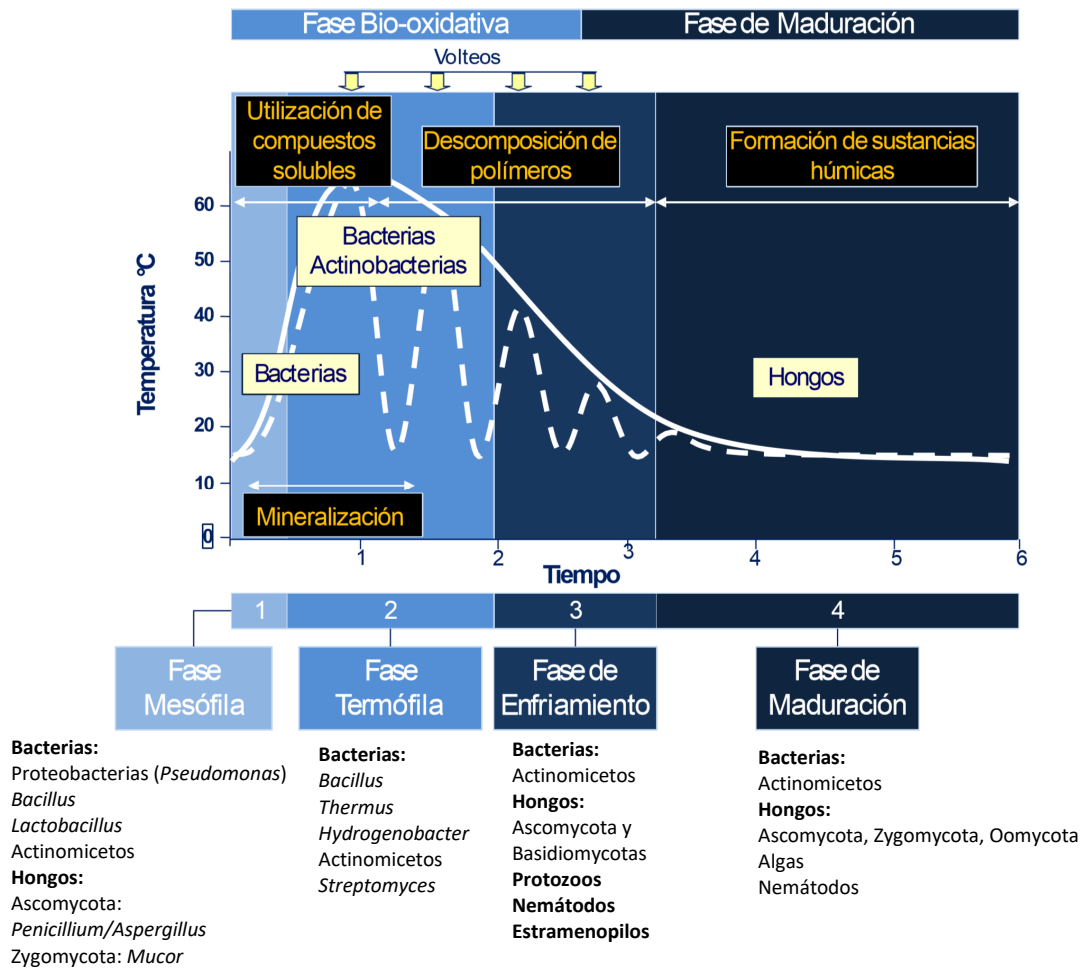 Fase Bio-oxidativa
Fase de Maduración
Volteos
Utilización de
compuestos
solubles
Descomposición de
polímeros
Formación de sustancias
húmicas
Temperatura ºC
60
50
40
30
20
10
0
Bacterias
Actinobacterias
Bacterias
Hongos
Mineralización
1
2
3
4
5
6
Tiempo
1
2
3
4
Fase
Mesófila
Fase
Termófila
Fase de
Enfriamiento
Fase de
Maduración
Bacterias:
Proteobacterias (Pseudomonas)
Bacillus
Lactobacillus
Actinomicetos
Hongos:
Ascomycota:
Penicillium/Aspergillus
Zygomycota: Mucor
Bacterias:
Bacillus
Thermus
Hydrogenobacter
Actinomicetos
Streptomyces
Bacterias:
Actinomicetos
Hongos:
Ascomycota y
Basidiomycotas
Protozoos
Nemátodos
Estramenopilos
Bacterias:
Actinomicetos
Hongos:
Ascomycota, Zygomycota, Oomycota
Algas
Nemátodos